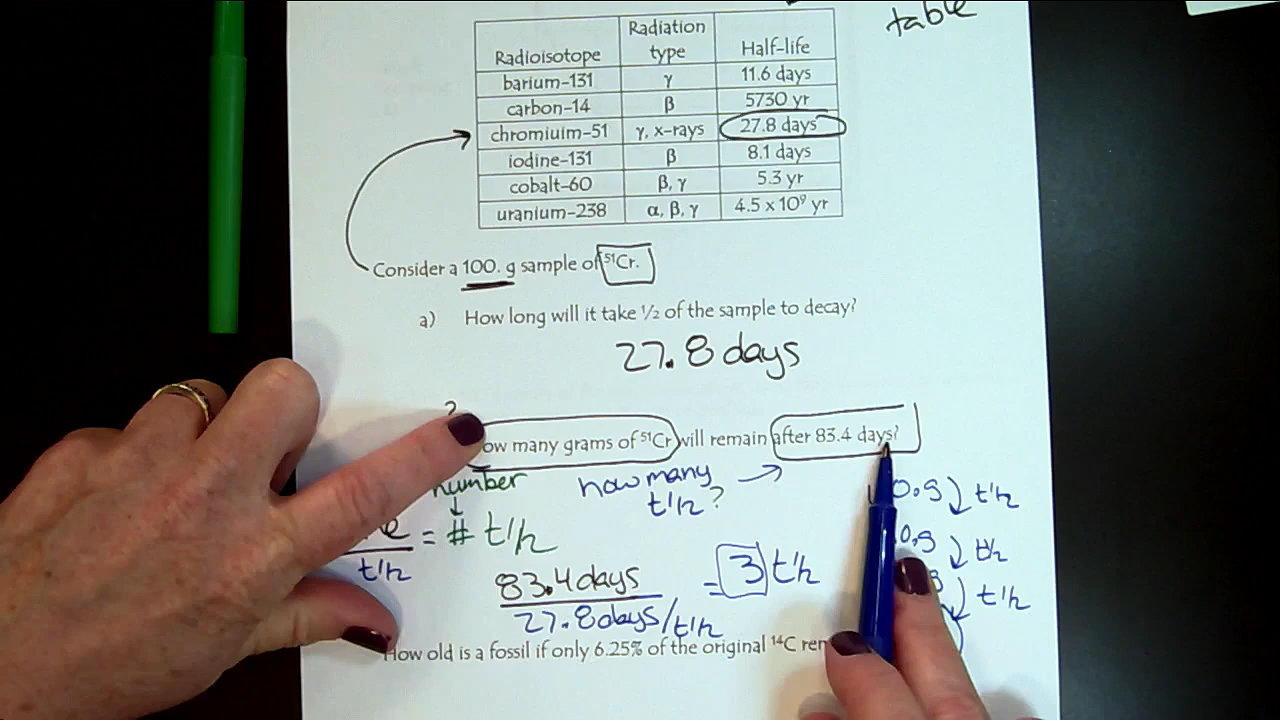 table
Radioisotope Radiation type Half-life
barium-131 γ 11.6 days
carbon-14 β 5730 yr
chromiuim-51 γ, x-rays 27.8 days
iodine-131 β 8.1 days
cobalt-60 β, γ 5.3 yr
uranium-238 α, β, γ 4.5 x 10⁹ yr
Consider a 100. g sample of ⁵¹Cr.
a) How long will it take ½ of the sample to decay?
27.8 days
?
ow many grams of ⁵¹Cr will remain after 83.4 days?
number
how many t½ ?
= # t½
t½
83.4 days
27.8 days/t½
= 3 t½
0.g t½
0.g t½
g t½
How old is a fossil if only 6.25% of the original ¹⁴C